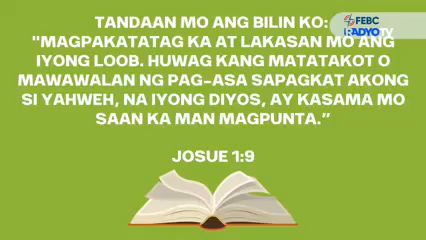 FEBC
RADYO TV
TANDAAN MO ANG BILIN KO:
"MAGPAKATATAG KA AT LAKASAN MO ANG
IYONG LOOB. HUWAG KANG MATATAKOT O
MAWAWALAN NG PAG-ASA SAPAGKAT AKONG
SI YAHWEH, NA IYONG DIYOS, AY KASAMA MO
SAAN KA MAN MAGPUNTA.”
JOSUE 1:9